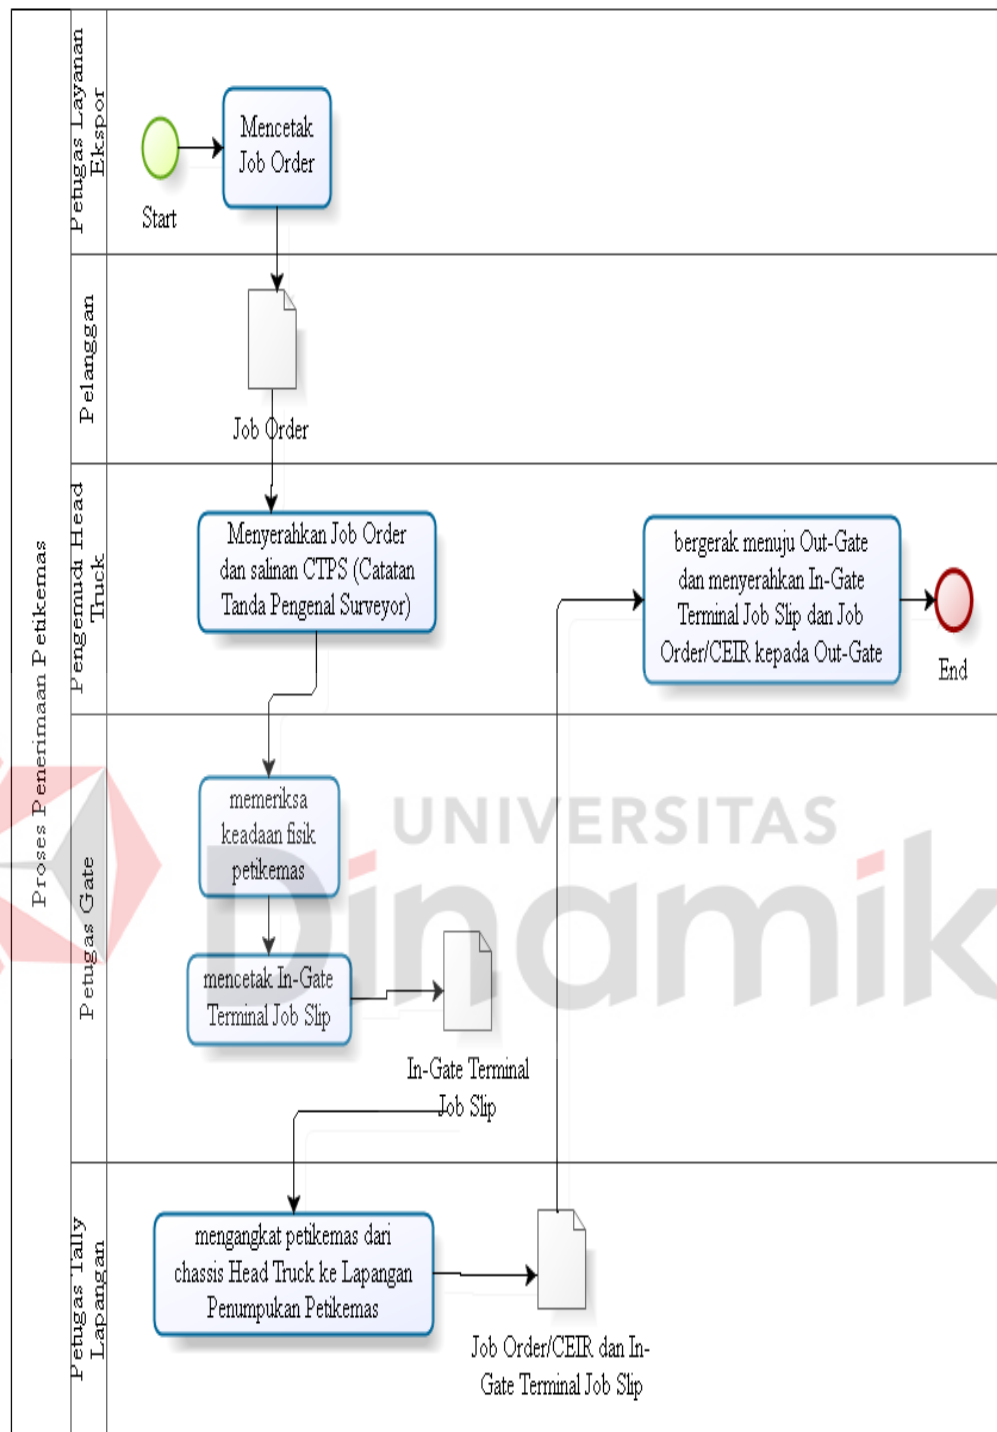 Proses Penerimaan Petikemas
Petugas Layanan
Ekspor
Mencetak
Job Order
Start
Pelanggan
Job Order
Pengemudi Head
Truck
Menyerahkan Job Order
dan salinan CTPS (Catatan
Tanda Pengenal Surveyor)
bergerak menuju Out-Gate
dan menyerahkan In-Gate
Terminal Job Slip dan Job
Order/CEIR kepada Out-Gate
End
Petugas Gate
memeriksa
keadaan fisik
petikemas
UNIVERSITAS
Dinamik
mencetak In-Gate
Terminal Job Slip
In-Gate Terminal
Job Slip
Petugas Tally
Lapangan
mengangkat petikemas dari
chassis Head Truck ke Lapangan
Penumpukan Petikemas
Job Order/CEIR dan In-
Gate Terminal Job Slip